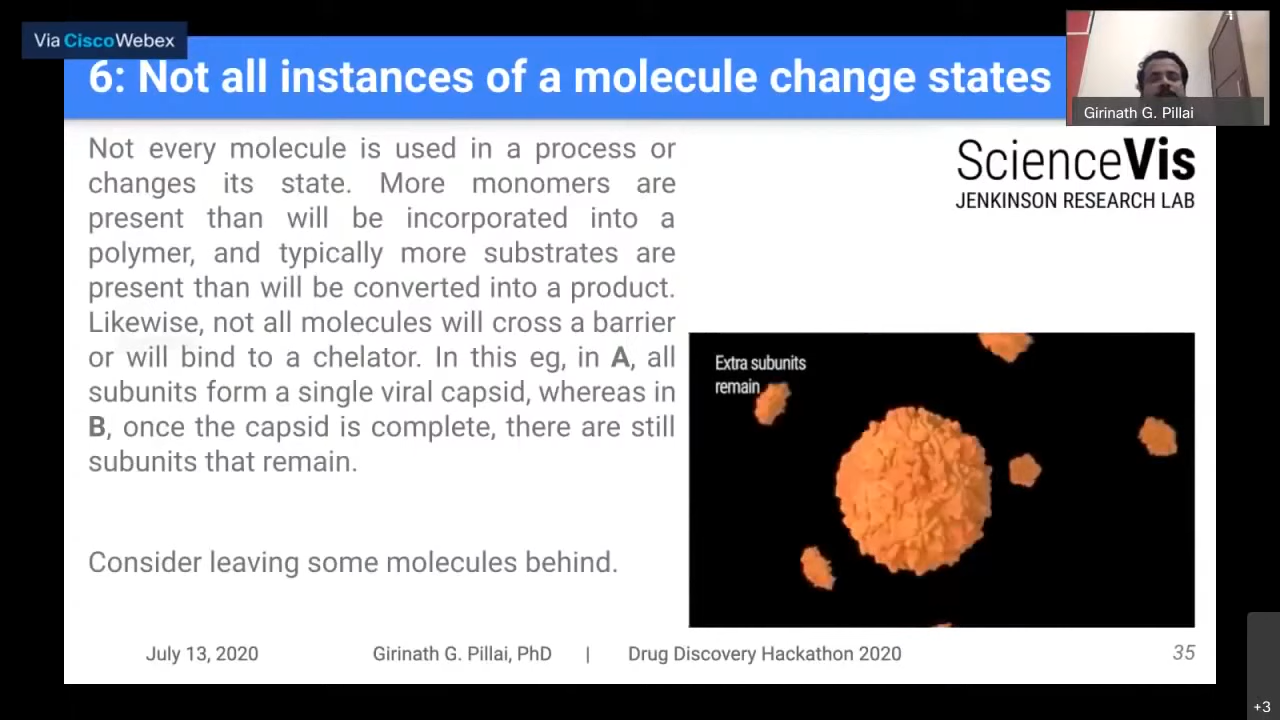 Via CiscoWebex
6: Not all instances of a molecule change states
Girinath G. Pillai
Not every molecule is used in a process or
changes its state. More monomers are
present than will be incorporated into a
polymer, and typically more substrates are
present than will be converted into a product.
Likewise, not all molecules will cross a barrier
or will bind to a chelator. In this eg, in A, all
subunits form a single viral capsid, whereas in
B, once the capsid is complete, there are still
subunits that remain.
Consider leaving some molecules behind.
ScienceVis
JENKINSON RESEARCH LAB
Extra subunits
remain
July 13, 2020 Girinath G. Pillai, PhD | Drug Discovery Hackathon 2020 35
+3